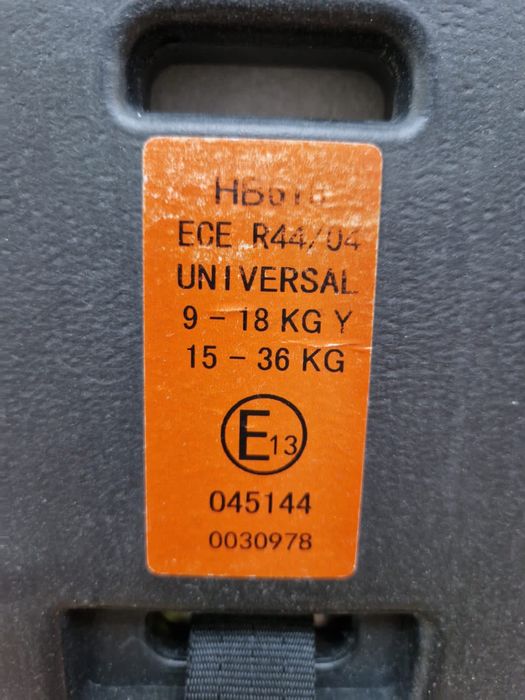 ECE R44/04
UNIVERSAL
9 - 18 KG Y
15 - 36 KG
E13
045144
0030978